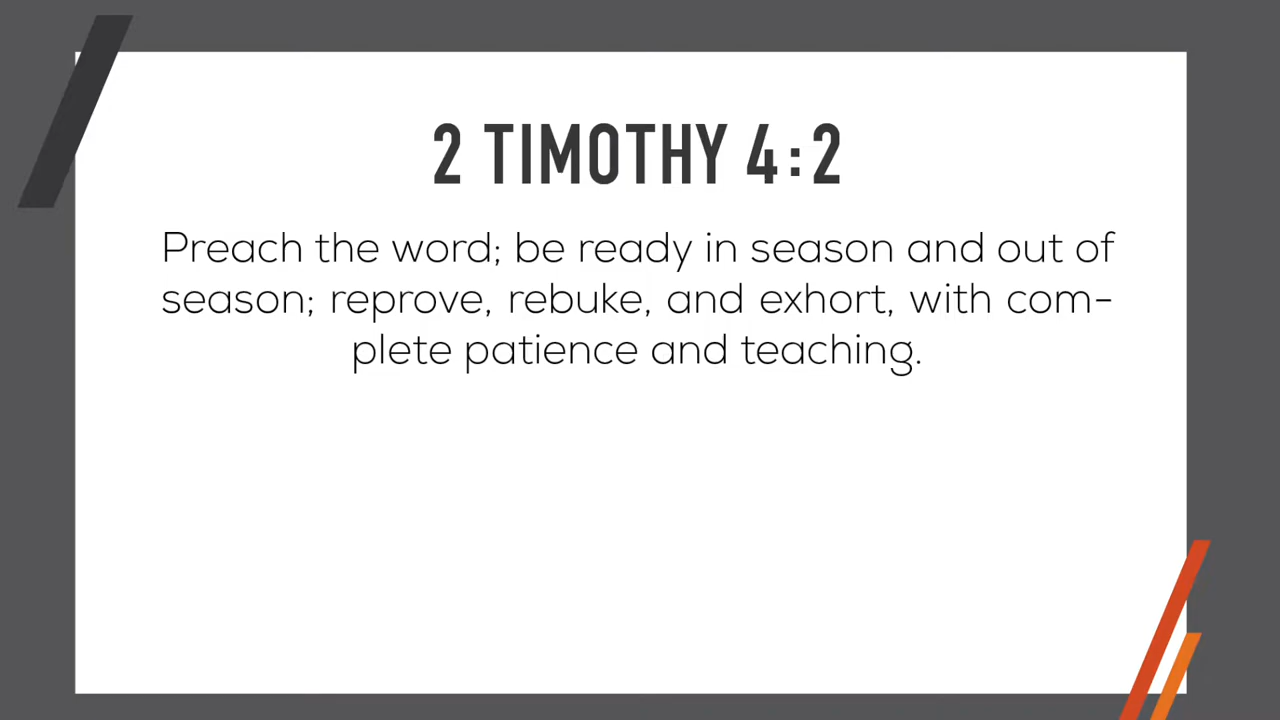 2 TIMOTHY 4:2
Preach the word; be ready in season and out of
season; reprove, rebuke, and exhort, with com-
plete patience and teaching.